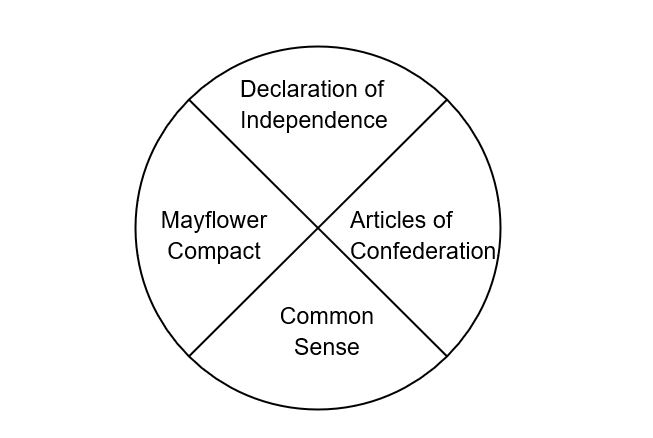 Declaration of
Independence
Mayflower
Compact
Articles of
Confederation
Common
Sense